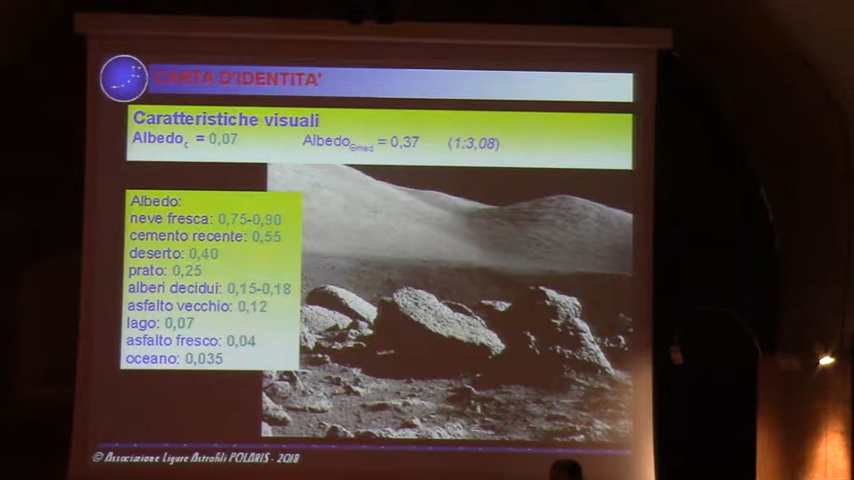 CARTA D'IDENTITA'
Caratteristiche visuali
Albedoc = 0,07 Albedo⊕med = 0,37 (1:3,08)
Albedo:
neve fresca: 0,75-0,90
cemento recente: 0,55
deserto: 0,40
prato: 0,25
alberi decidui: 0,15-0,18
asfalto vecchio: 0,12
lago: 0,07
asfalto fresco: 0,04
oceano: 0,035
© Associazione Ligure Astrofili POLARIS - 2018